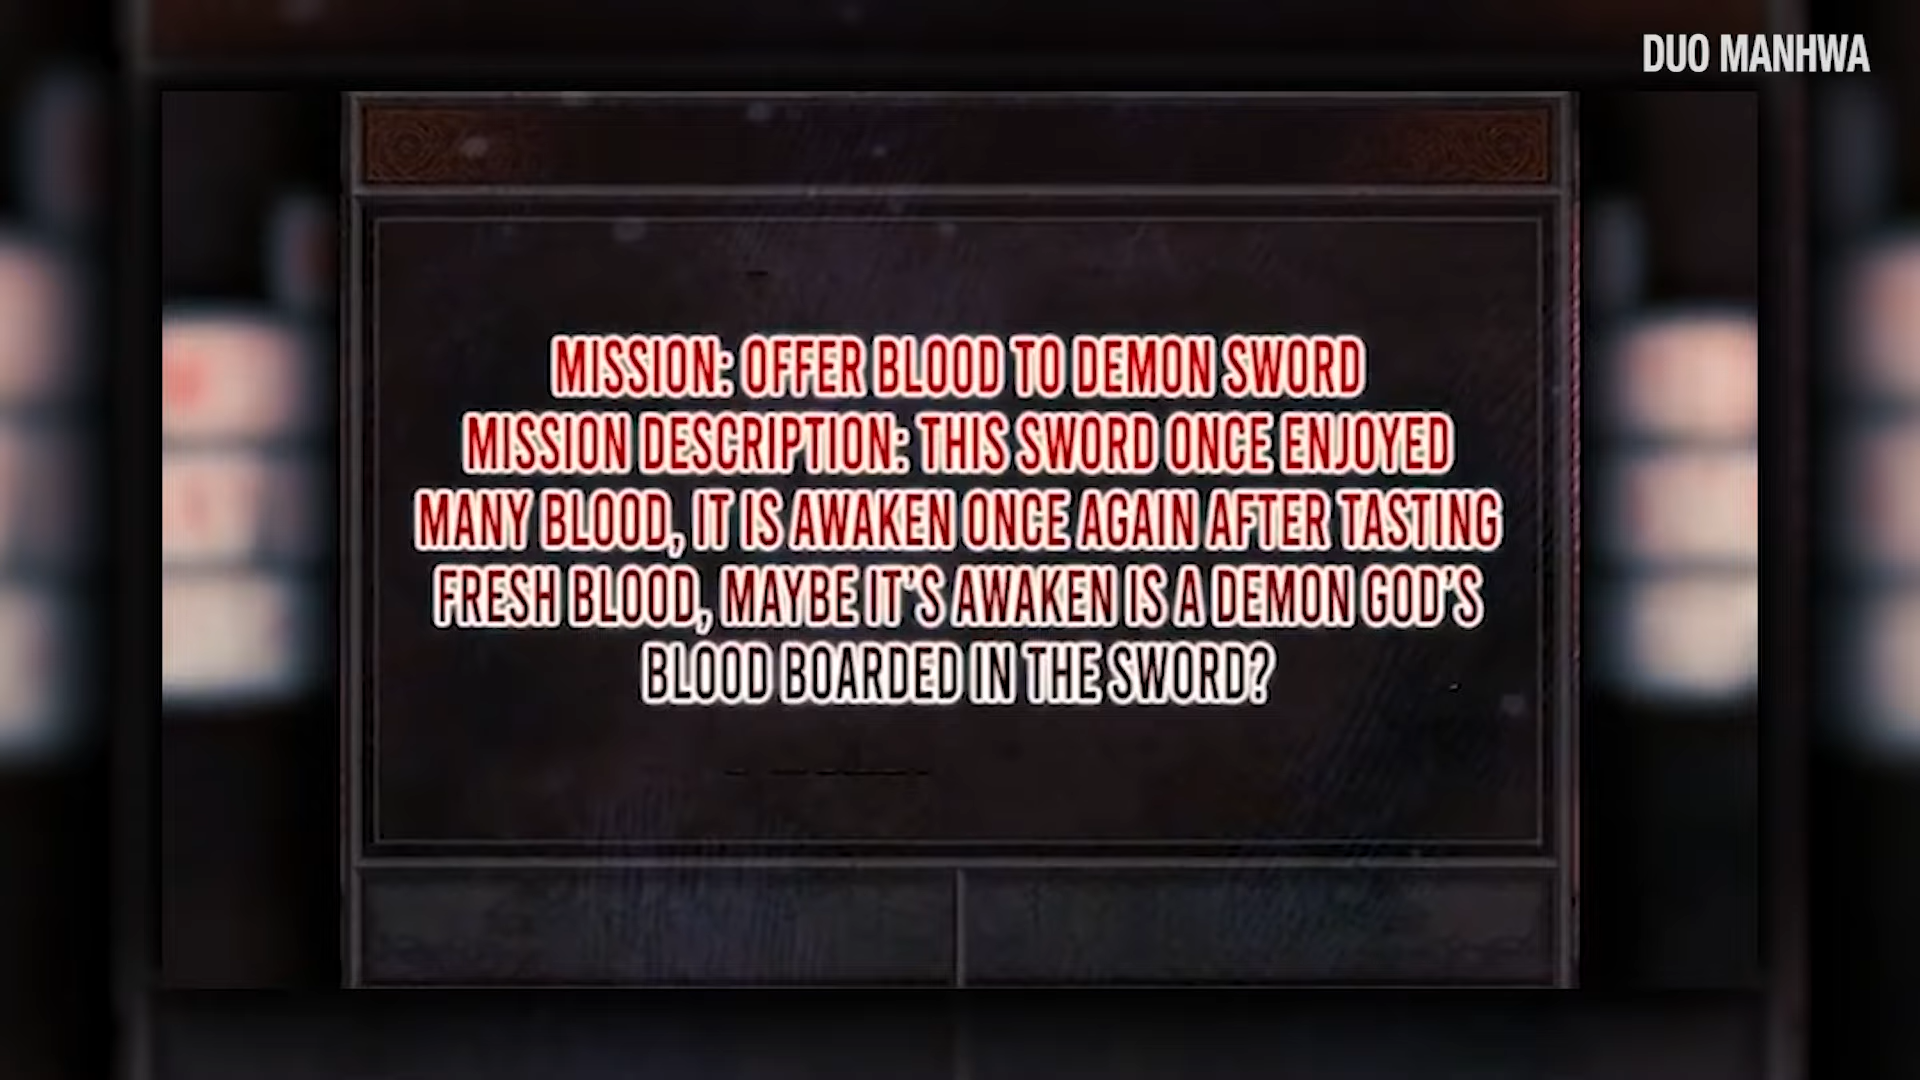 DUO MANHWA
MISSION: OFFER BLOOD TO DEMON SWORD
MISSION DESCRIPTION: THIS SWORD ONCE ENJOYED
MANY BLOOD, IT IS AWAKEN ONCE AGAIN AFTER TASTING
FRESH BLOOD, MAYBE IT'S AWAKEN IS A DEMON GOD'S
BLOOD BOARDED IN THE SWORD?